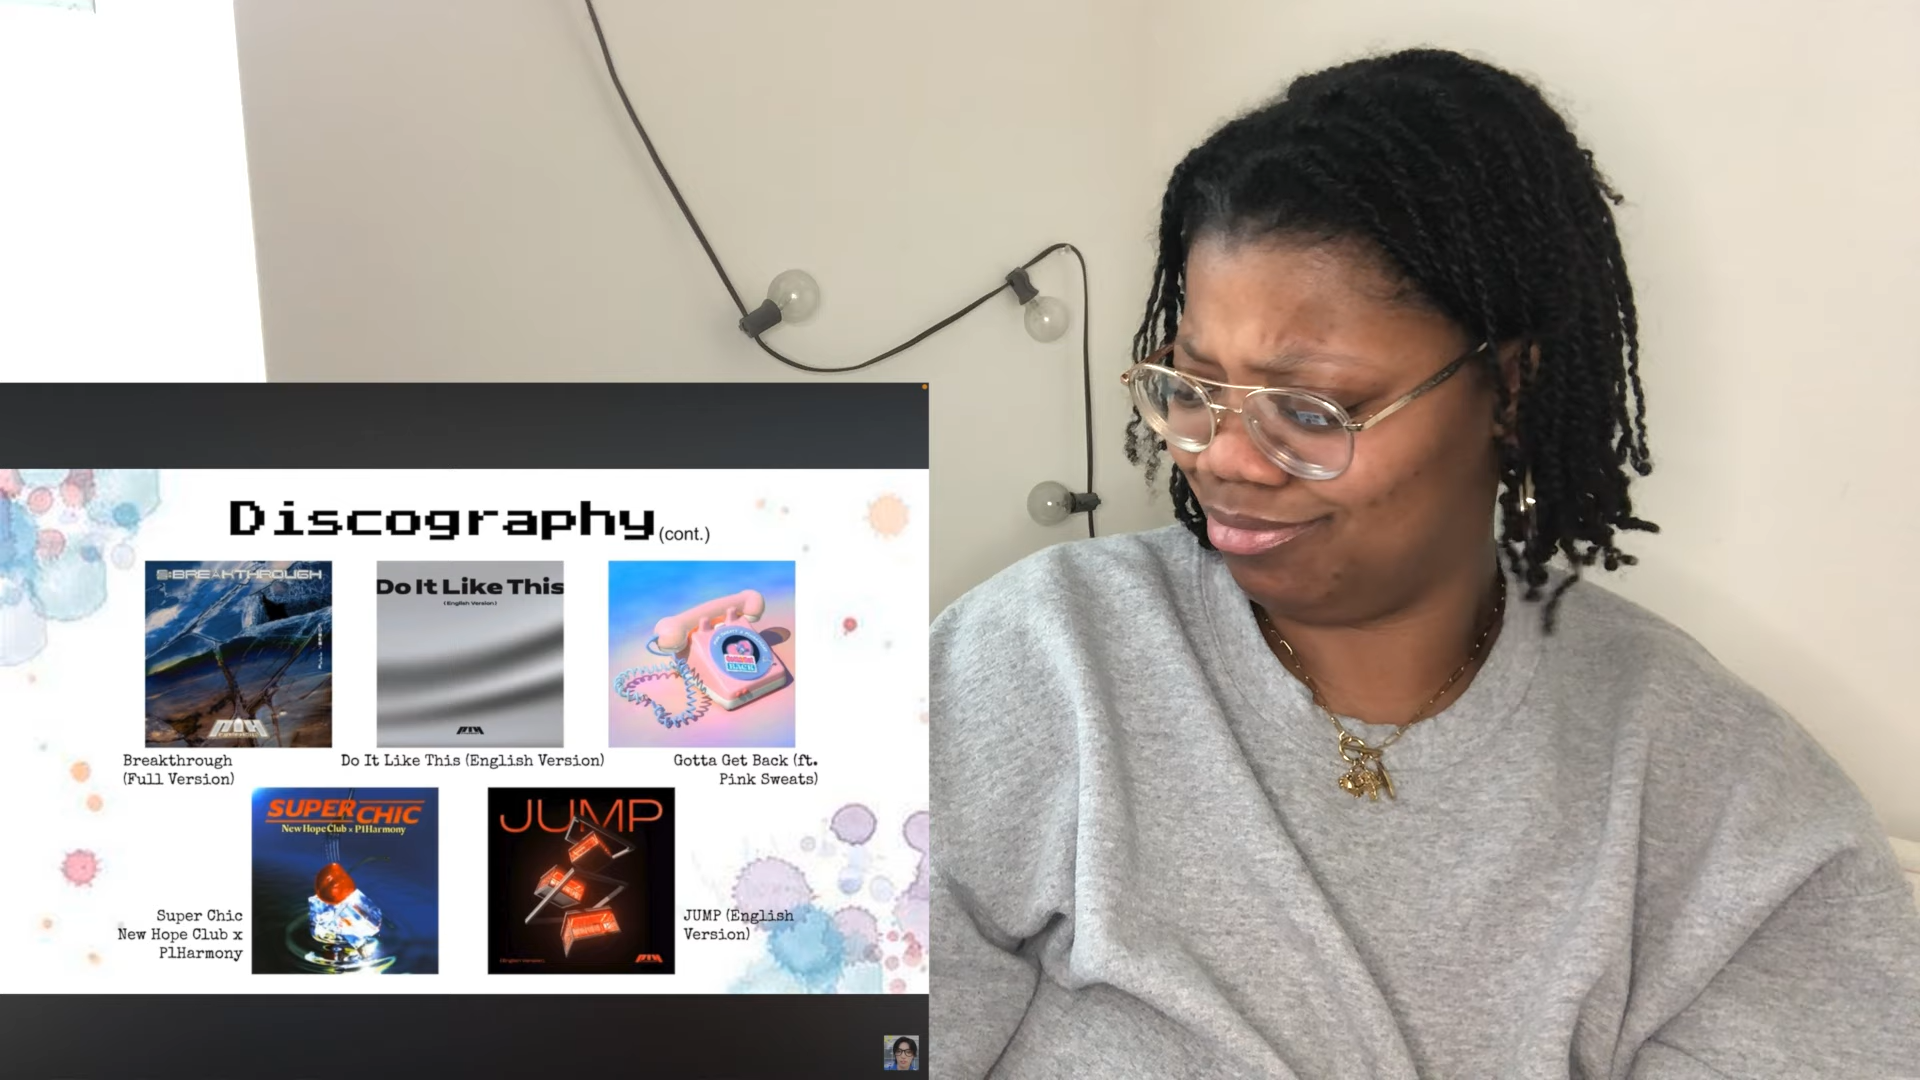 Discography (cont.)
BREAKTHROUGH
Do It Like This
(English Version)
Breakthrough
(Full Version)
Do It Like This (English Version)
Gotta Get Back (ft.
Pink Sweats)
SUPER CHIC
New Hope Club x P1Harmony
JUMP
(English Version)
Super Chic
New Hope Club x
P1Harmony
JUMP (English
Version)